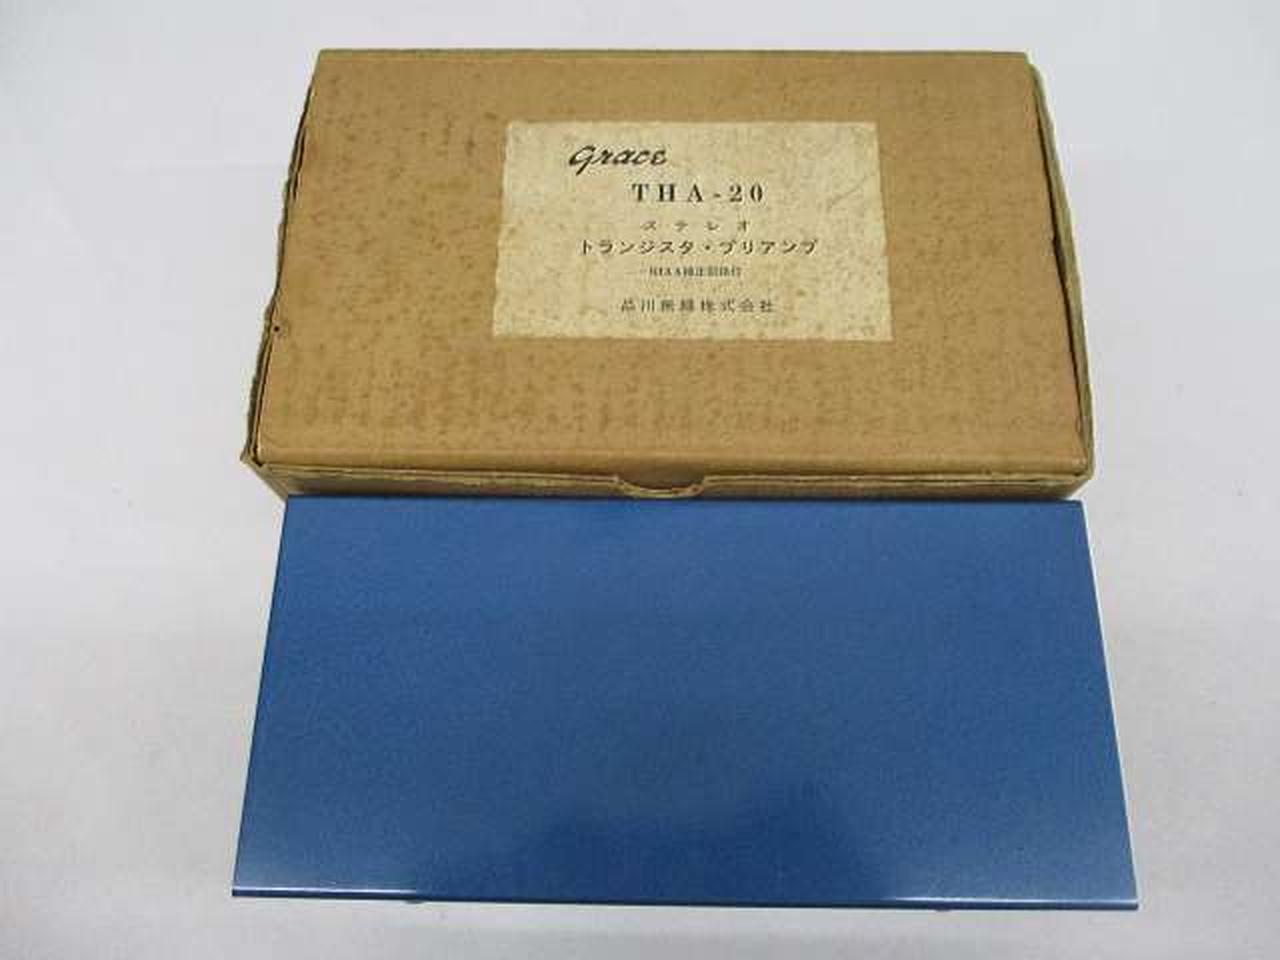 Grace
THA-20
ステレオ
トランジスタ・プリアンプ
品川無線株式会社